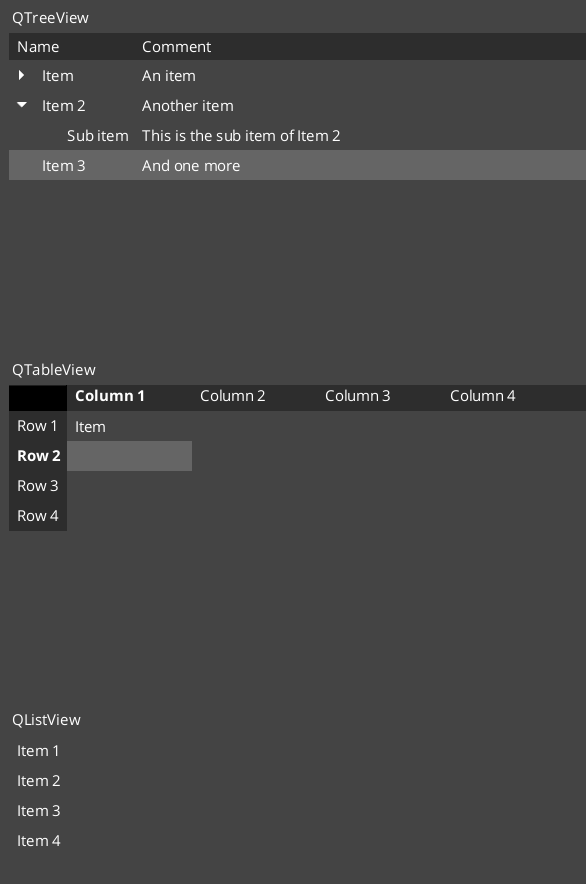 QTreeView
Name Comment
Item An item
Item 2 Another item
Sub item This is the sub item of Item 2
Item 3 And one more
QTableView
Column 1 Column 2 Column 3 Column 4
Row 1 Item
Row 2
Row 3
Row 4
QListView
Item 1
Item 2
Item 3
Item 4